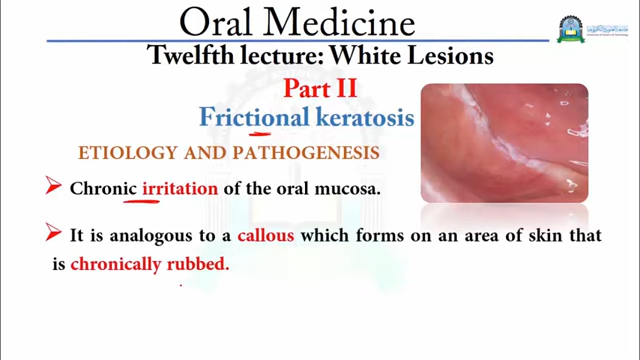 Oral Medicine
Twelfth lecture: White Lesions
Part II
Frictional keratosis
ETIOLOGY AND PATHOGENESIS
Chronic irritation of the oral mucosa.
It is analogous to a callous which forms on an area of skin that
is chronically rubbed.